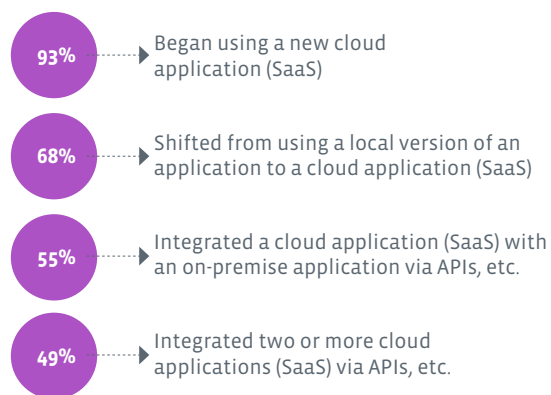 93%
Began using a new cloud
application (SaaS)
68%
Shifted from using a local version of an
application to a cloud application (SaaS)
55%
Integrated a cloud application (SaaS) with
an on-premise application via APIs, etc.
49%
Integrated two or more cloud
applications (SaaS) via APIs, etc.